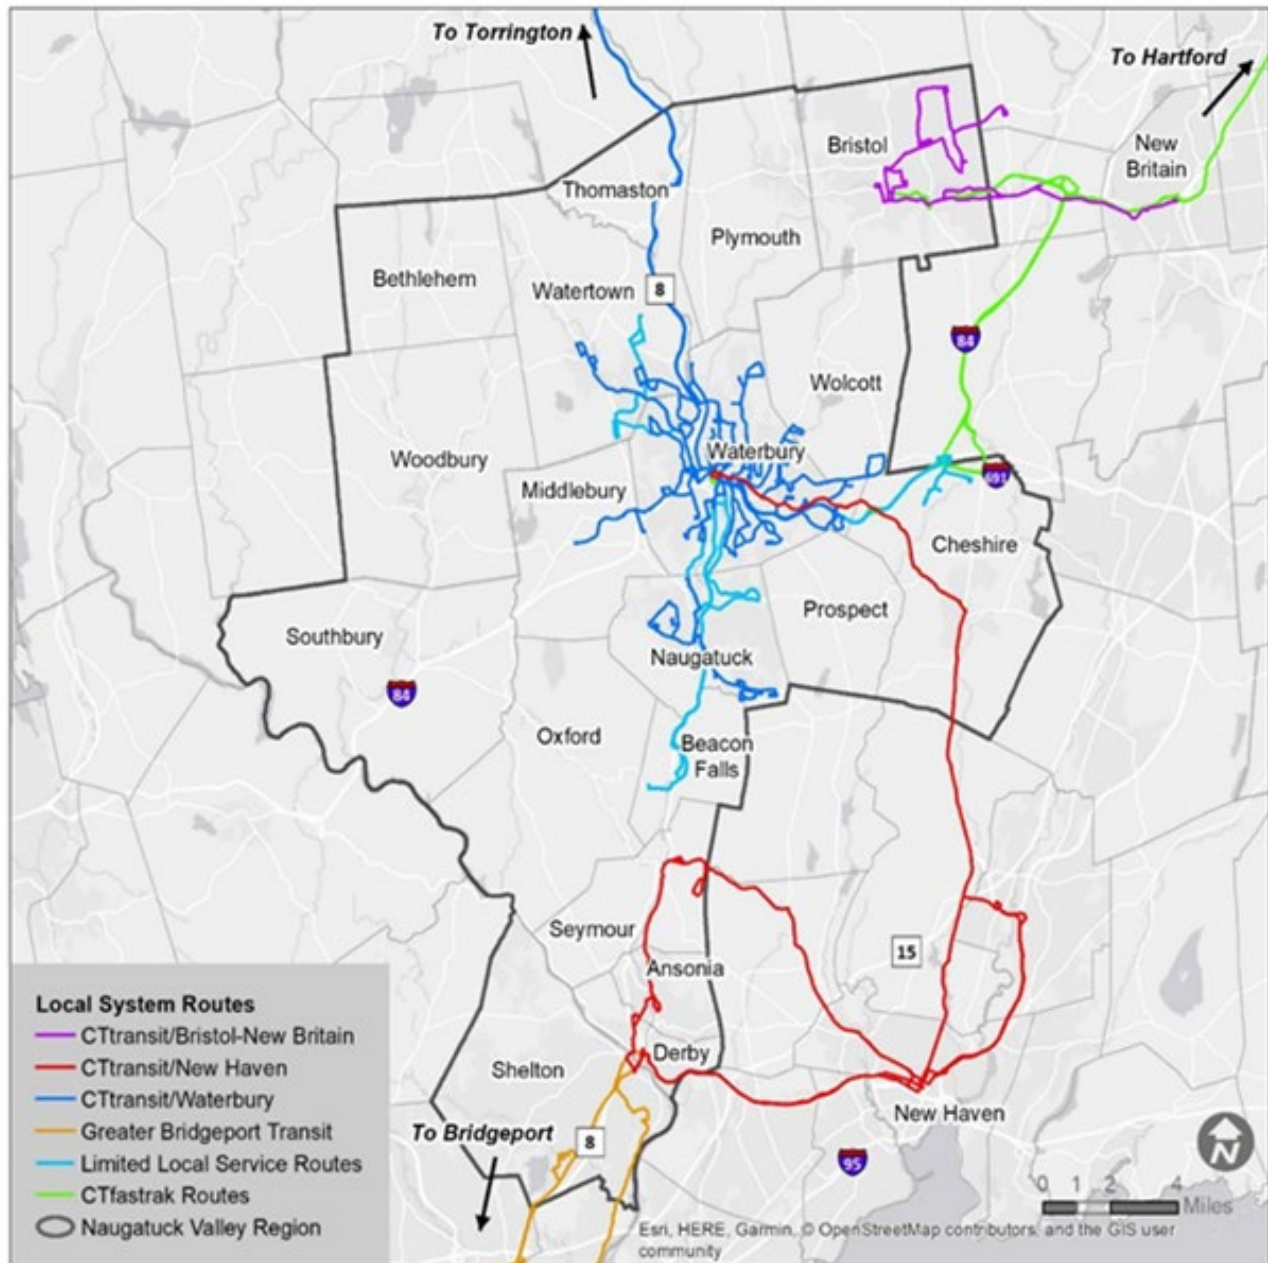 To Torrington
To Hartford
Bristol
New
Britain
Thomaston
Plymouth
Bethlehem
Watertown
8
84
Wolcott
Waterbury
Woodbury
Middlebury
691
Cheshire
Prospect
Southbury
Naugatuck
84
Oxford
Beacon
Falls
Seymour
15
Ansonia
Derby
Shelton
New Haven
To Bridgeport
8
95
N
Local System Routes
CTtransit/Bristol-New Britain
CTtransit/New Haven
CTtransit/Waterbury
Greater Bridgeport Transit
Limited Local Service Routes
CTfastrak Routes
Naugatuck Valley Region
0 1 2 4
Miles
Esri, HERE, Garmin, © OpenStreetMap contributors, and the GIS user
community